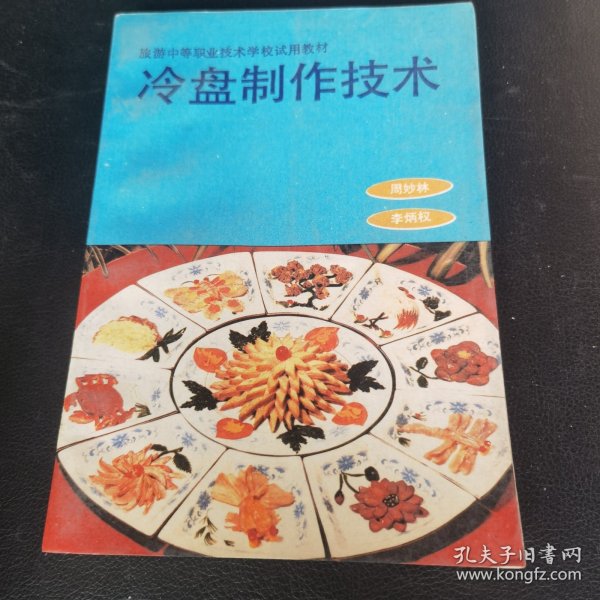 旅游中等职业技术学校试用教材
冷盘制作技术
周妙林
李炳权
孔夫子旧书网
www.kongfz.com